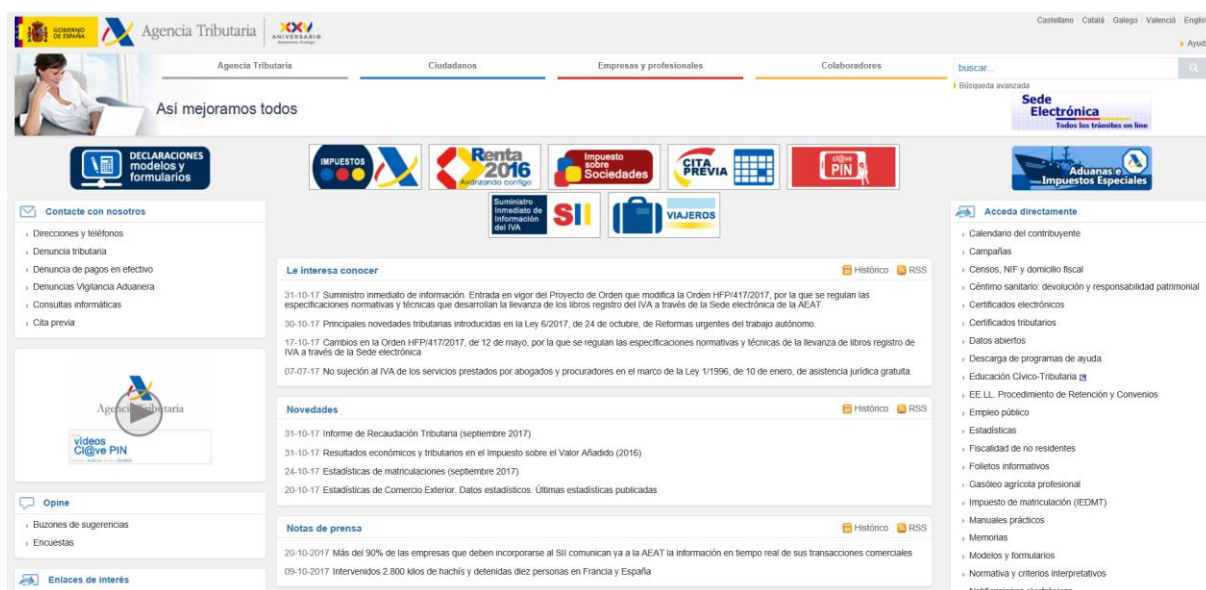 GOBIERNO
DE ESPAÑA
Agencia Tributaria
XXV
ANIVERSARIO
Castellano Català Galego Valencià English
Ayuda
Agencia Tributaria
Ciudadanos
Empresas y profesionales
Colaboradores
buscar...
Búsqueda avanzada
Así mejoramos todos
Sede
Electrónica
Todos los trámites on line
DECLARACIONES
modelos y
formularios
IMPUESTOS
Renta
2016
Avanzando contigo
Impuesto
sobre
Sociedades
CITA
PREVIA
cl@ve
PIN
Aduanas e
Impuestos Especiales
Suministro
Inmediato de
Información
del IVA
SII
VIAJEROS
Contacte con nosotros
Direcciones y teléfonos
Denuncia tributaria
Denuncia de pagos en efectivo
Denuncias Vigilancia Aduanera
Consultas informáticas
Cita previa
Agencia Tributaria
vídeos
Cl@ve PIN
Opine
Buzones de sugerencias
Encuestas
Enlaces de interés
Le interesa conocer
Histórico RSS
31-10-17 Suministro inmediato de información. Entrada en vigor del Proyecto de Orden que modifica la Orden HFP/417/2017, por la que se regulan las
especificaciones normativas y técnicas que desarrollan la llevanza de los libros registro del IVA a través de la Sede electrónica de la AEAT.
30-10-17 Principales novedades tributarias introducidas en la Ley 6/2017, de 24 de octubre, de Reformas urgentes del trabajo autónomo.
17-10-17 Cambios en la Orden HFP/417/2017, de 12 de mayo, por la que se regulan las especificaciones normativas y técnicas de la llevanza de libros registro de
IVA a través de la Sede electrónica
07-07-17 No sujeción al IVA de los servicios prestados por abogados y procuradores en el marco de la Ley 1/1996, de 10 de enero, de asistencia jurídica gratuita.
Novedades
Histórico RSS
31-10-17 Informe de Recaudación Tributaria (septiembre 2017)
31-10-17 Resultados económicos y tributarios en el Impuesto sobre el Valor Añadido (2016)
24-10-17 Estadísticas de matriculaciones (septiembre 2017)
20-10-17 Estadísticas de Comercio Exterior. Datos estadísticos. Últimas estadísticas publicadas
Notas de prensa
Histórico RSS
20-10-2017 Más del 90% de las empresas que deben incorporarse al SII comunican ya a la AEAT la información en tiempo real de sus transacciones comerciales
09-10-2017 Intervenidos 2.800 kilos de hachís y detenidas diez personas en Francia y España
Acceda directamente
Calendario del contribuyente
Campañas
Censos, NIF y domicilio fiscal
Céntimo sanitario: devolución y responsabilidad patrimonial
Certificados electrónicos
Certificados tributarios
Datos abiertos
Descarga de programas de ayuda
Educación Cívico-Tributaria
EE.LL. Procedimiento de Retención y Convenios
Empleo público
Estadísticas
Fiscalidad de no residentes
Folletos informativos
Gasóleo agrícola profesional
Impuesto de matriculación (IEDMT)
Manuales prácticos
Memorias
Modelos y formularios
Normativa y criterios interpretativos